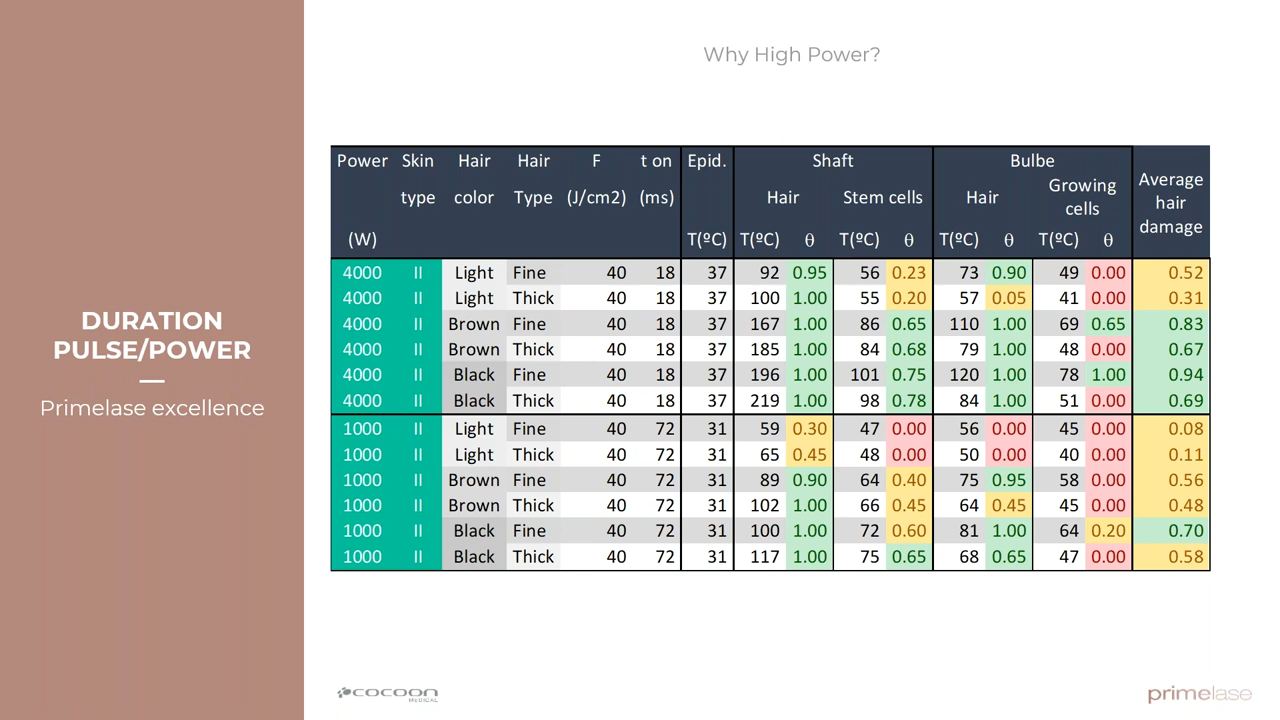 Why High Power?
DURATION
PULSE/POWER
Primelase excellence
Power Skin Hair Hair F t on Epid. Shaft Bulbe Average hair damage
type color Type (J/cm2) (ms) Hair Stem cells Hair Growing cells
(W) T(ºC) T(ºC) θ T(ºC) θ T(ºC) θ T(ºC) θ
4000 II Light Fine 40 18 37 92 0.95 56 0.23 73 0.90 49 0.00 0.52
4000 II Light Thick 40 18 37 100 1.00 55 0.20 57 0.05 41 0.00 0.31
4000 II Brown Fine 40 18 37 167 1.00 86 0.65 110 1.00 69 0.65 0.83
4000 II Brown Thick 40 18 37 185 1.00 84 0.68 79 1.00 48 0.00 0.67
4000 II Black Fine 40 18 37 196 1.00 101 0.75 120 1.00 78 1.00 0.94
4000 II Black Thick 40 18 37 219 1.00 98 0.78 84 1.00 51 0.00 0.69
1000 II Light Fine 40 72 31 59 0.30 47 0.00 56 0.00 45 0.00 0.08
1000 II Light Thick 40 72 31 65 0.45 48 0.00 50 0.00 40 0.00 0.11
1000 II Brown Fine 40 72 31 89 0.90 64 0.40 75 0.95 58 0.00 0.56
1000 II Brown Thick 40 72 31 102 1.00 66 0.45 64 0.45 45 0.00 0.48
1000 II Black Fine 40 72 31 100 1.00 72 0.60 81 1.00 64 0.20 0.70
1000 II Black Thick 40 72 31 117 1.00 75 0.65 68 0.65 47 0.00 0.58
cocoon
MEDICAL
primelase